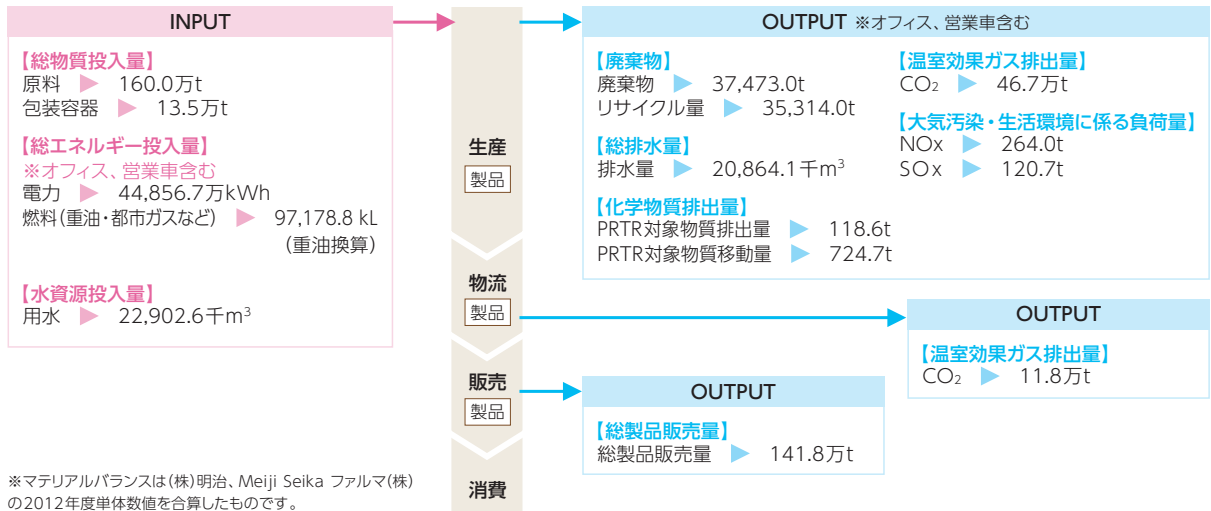 INPUT
【総物質投入量】
原料 ▶ 160.0万t
包装容器 ▶ 13.5万t
【総エネルギー投入量】
※オフィス、営業車含む
電力 ▶ 44,856.7万kWh
燃料(重油・都市ガスなど) ▶ 97,178.8 kL
(重油換算)
【水資源投入量】
用水 ▶ 22,902.6千m³
生産
製品
物流
製品
販売
製品
消費
OUTPUT ※オフィス、営業車含む
【廃棄物】
廃棄物 ▶ 37,473.0t
リサイクル量 ▶ 35,314.0t
【総排水量】
排水量 ▶ 20,864.1千m³
【化学物質排出量】
PRTR対象物質排出量 ▶ 118.6t
PRTR対象物質移動量 ▶ 724.7t
【温室効果ガス排出量】
CO₂ ▶ 46.7万t
【大気汚染・生活環境に係る負荷量】
NOx ▶ 264.0t
SOx ▶ 120.7t
OUTPUT
【温室効果ガス排出量】
CO₂ ▶ 11.8万t
OUTPUT
【総製品販売量】
総製品販売量 ▶ 141.8万t
※マテリアルバランスは(株)明治、Meiji Seika ファルマ(株)
の2012年度単体数値を合算したものです。